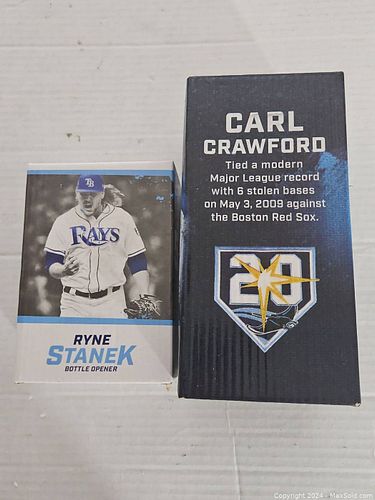 CARL
CRAWFORD
Tied a modern
Major League record
with 6 stolen bases
on May 3, 2009 against
the Boston Red Sox.
20
TB
RAYS
RYNE
STANEK
BOTTLE OPENER
Copyright © 2024 - MaxSold.com